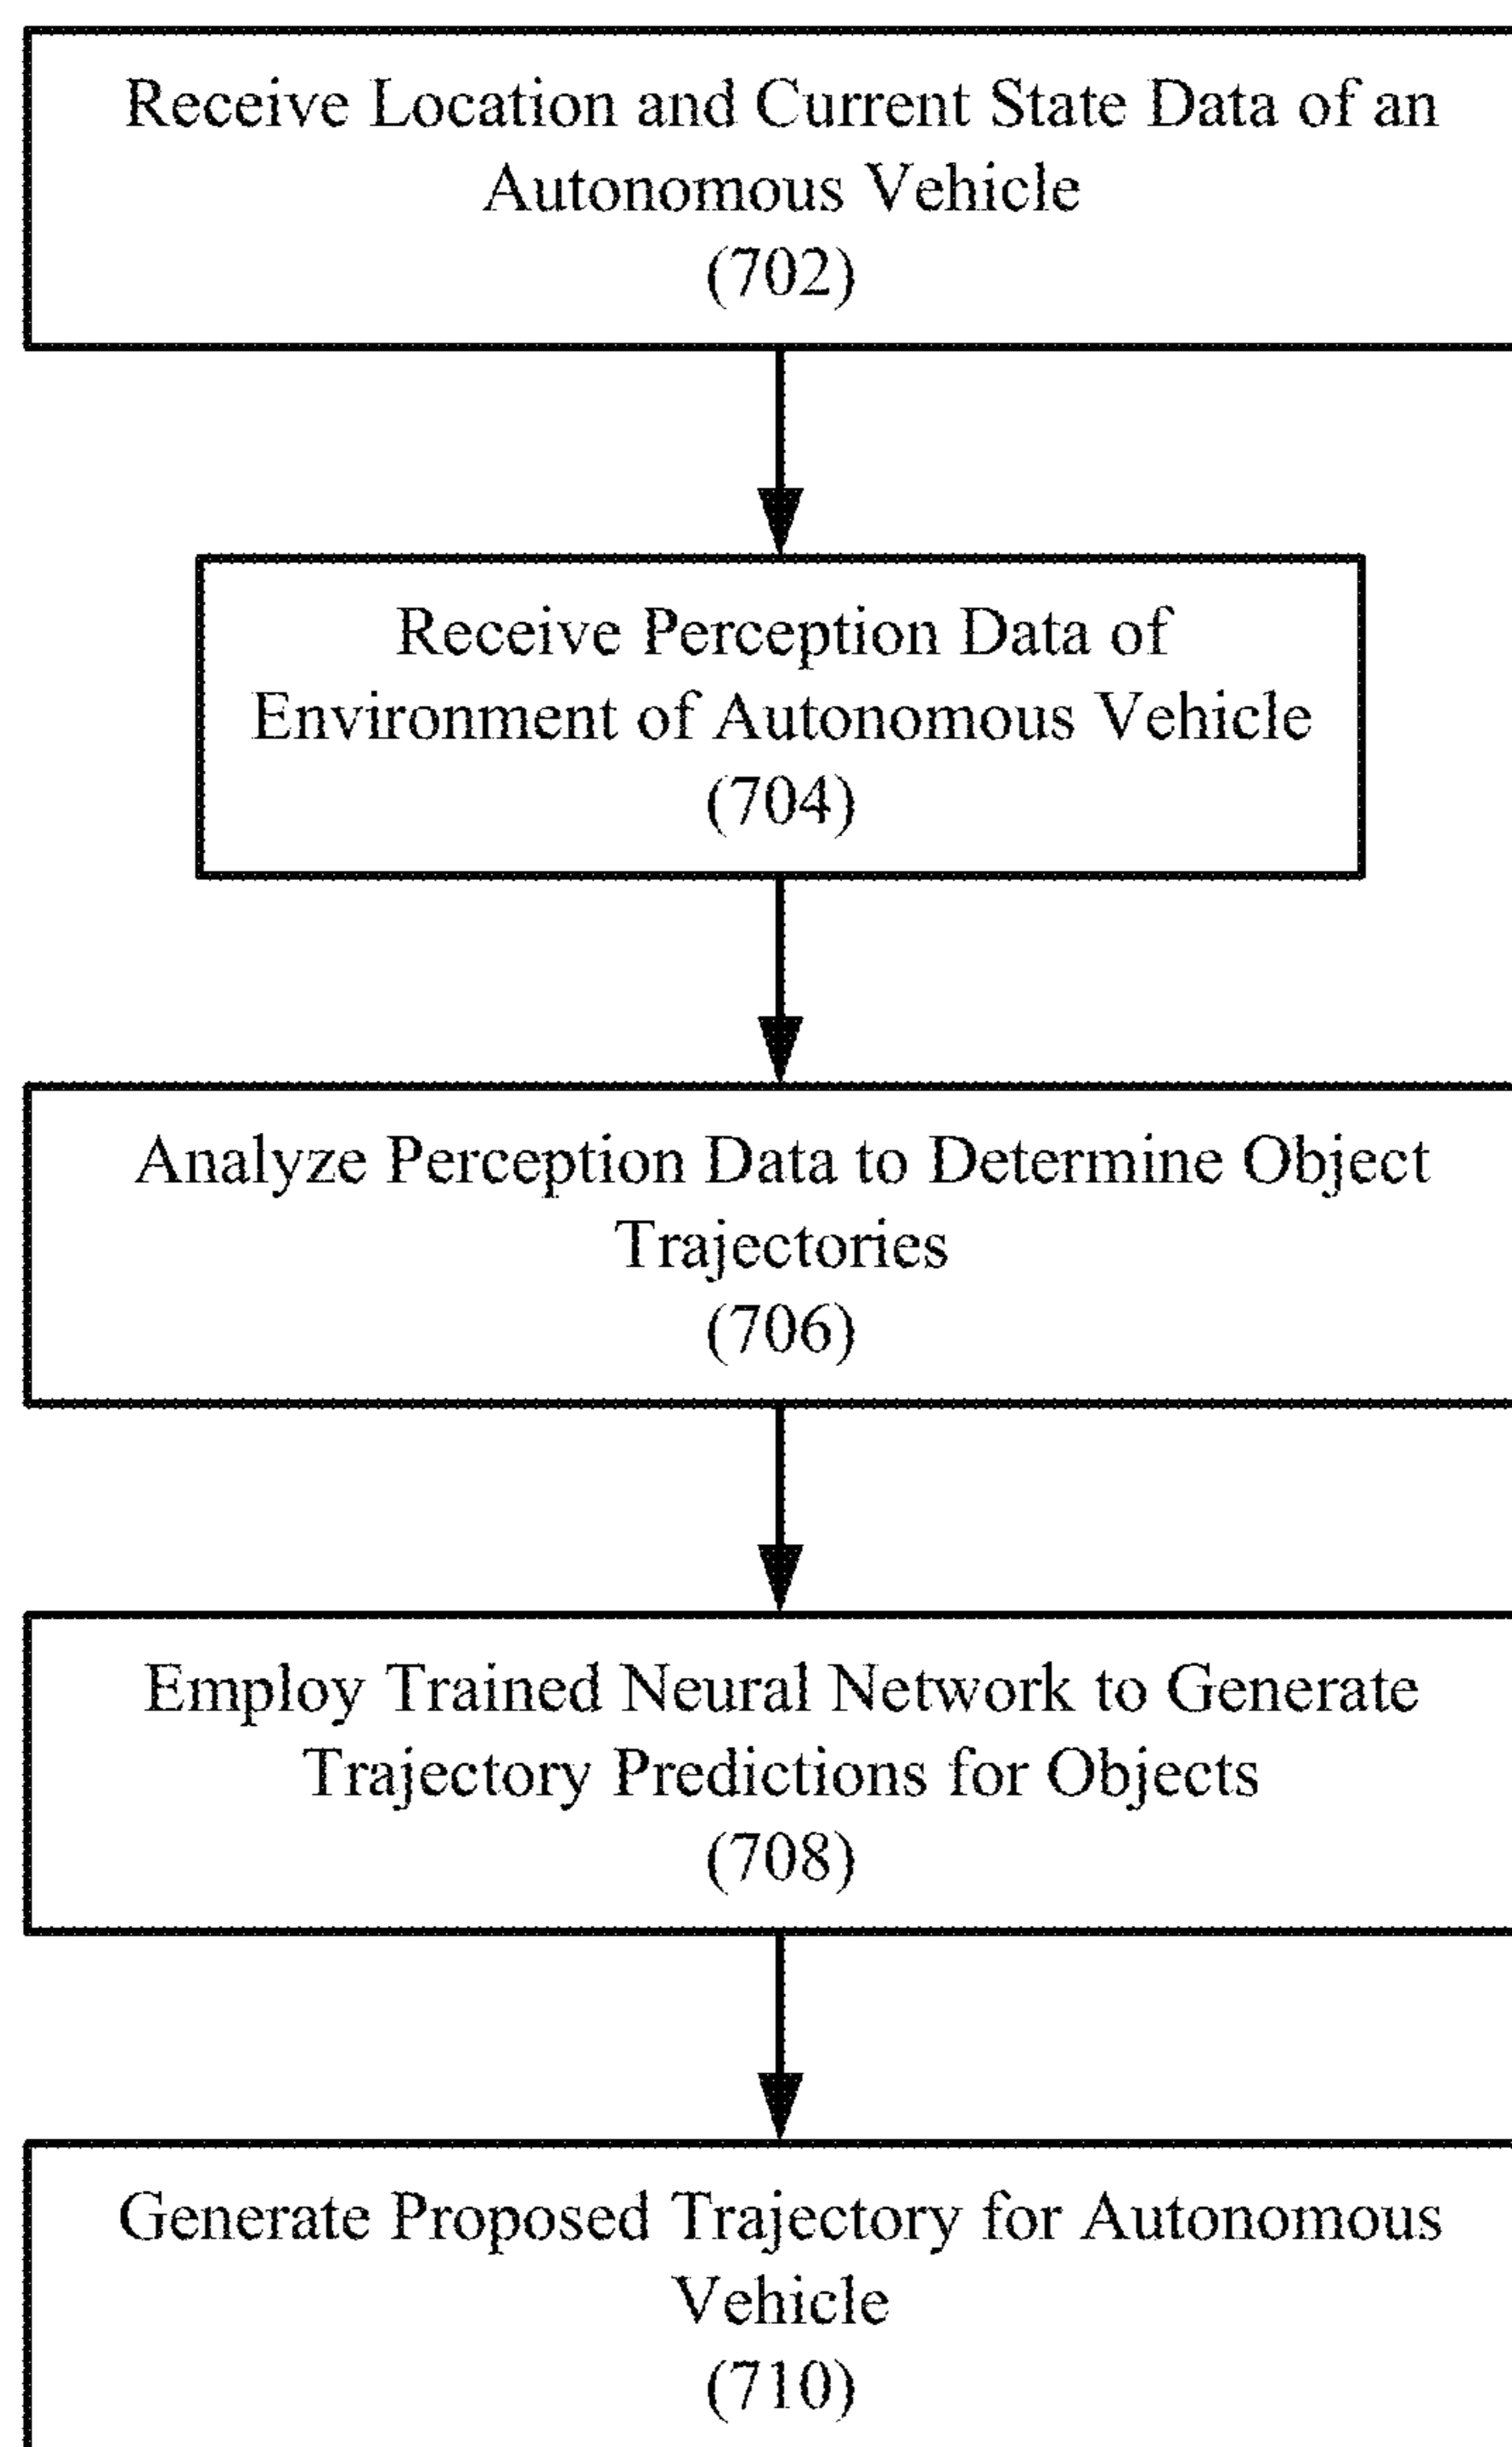 Receive Location and Current State Data of an
Autonomous Vehicle
(702)
Receive Perception Data of
Environment of Autonomous Vehicle
(704)
Analyze Perception Data to Determine Object
Trajectories
(706)
Employ Trained Neural Network to Generate
Trajectory Predictions for Objects
(708)
Generate Proposed Trajectory for Autonomous
Vehicle
(710)